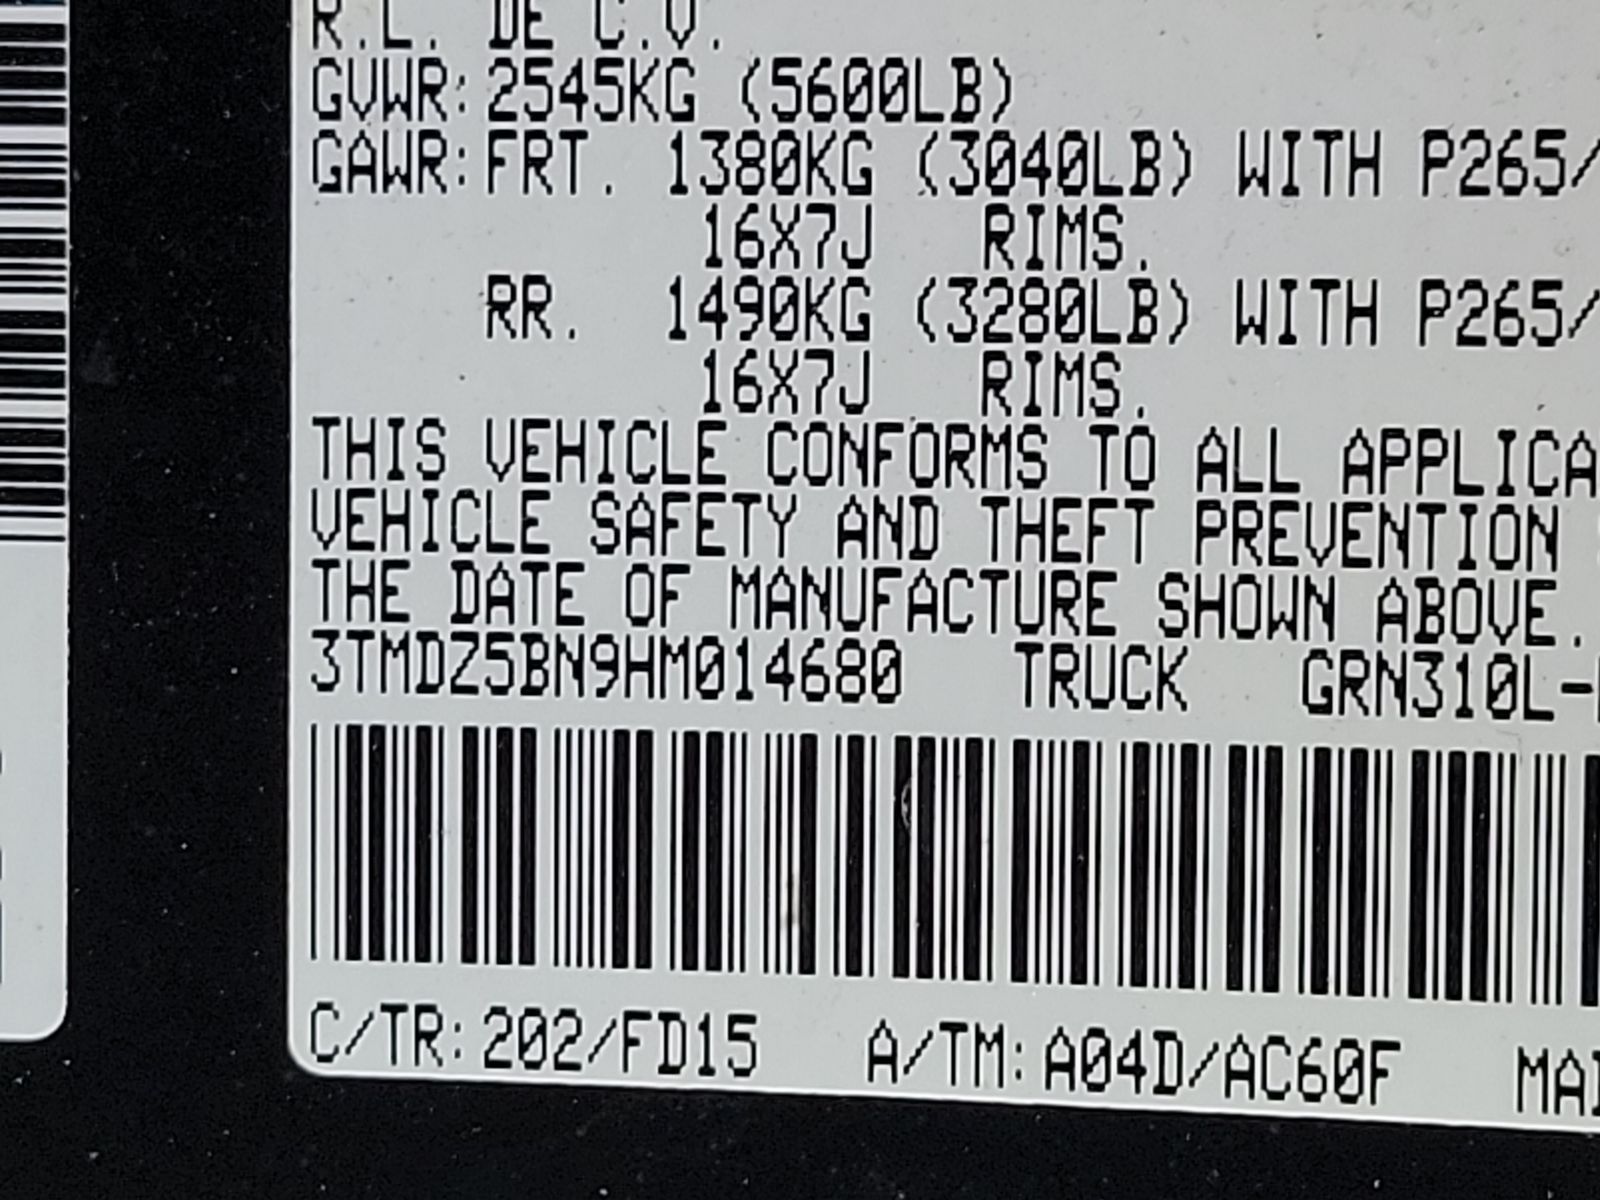 R.L. DE C.V.
GVWR: 2545KG (5600LB)
GAWR: FRT. 1380KG (3040LB) WITH P265/
16X7J RIMS.
RR. 1490KG (3280LB) WITH P265/
16X7J RIMS.
THIS VEHICLE CONFORMS TO ALL APPLICA
VEHICLE SAFETY AND THEFT PREVENTION
THE DATE OF MANUFACTURE SHOWN ABOVE.
3TMDZ5BN9HM014680 TRUCK GRN310L-
C/TR: 202/FD15 A/TM: A04D/AC60F MAD